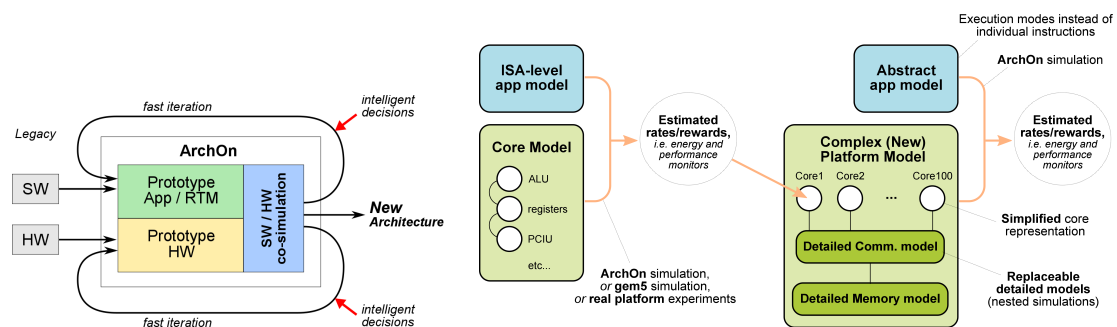 Legacy
SW
HW
fast iteration
intelligent
decisions
ArchOn
Prototype
App / RTM
Prototype
HW
SW / HW
co-simulation
New
Architecture
fast iteration
intelligent
decisions
ISA-level
app model
Core Model
ALU
registers
PCIU
etc...
Estimated
rates/rewards,
i.e. energy and
performance
monitors
ArchOn simulation,
or gem5 simulation,
or real platform experiments
Abstract
app model
Complex (New)
Platform Model
Core1
Core2
...
Core100
Detailed Comm. model
Detailed Memory model
Execution modes instead of
individual instructions
ArchOn simulation
Estimated
rates/rewards,
i.e. energy and
performance
monitors
Simplified core
representation
Replaceable
detailed models
(nested simulations)